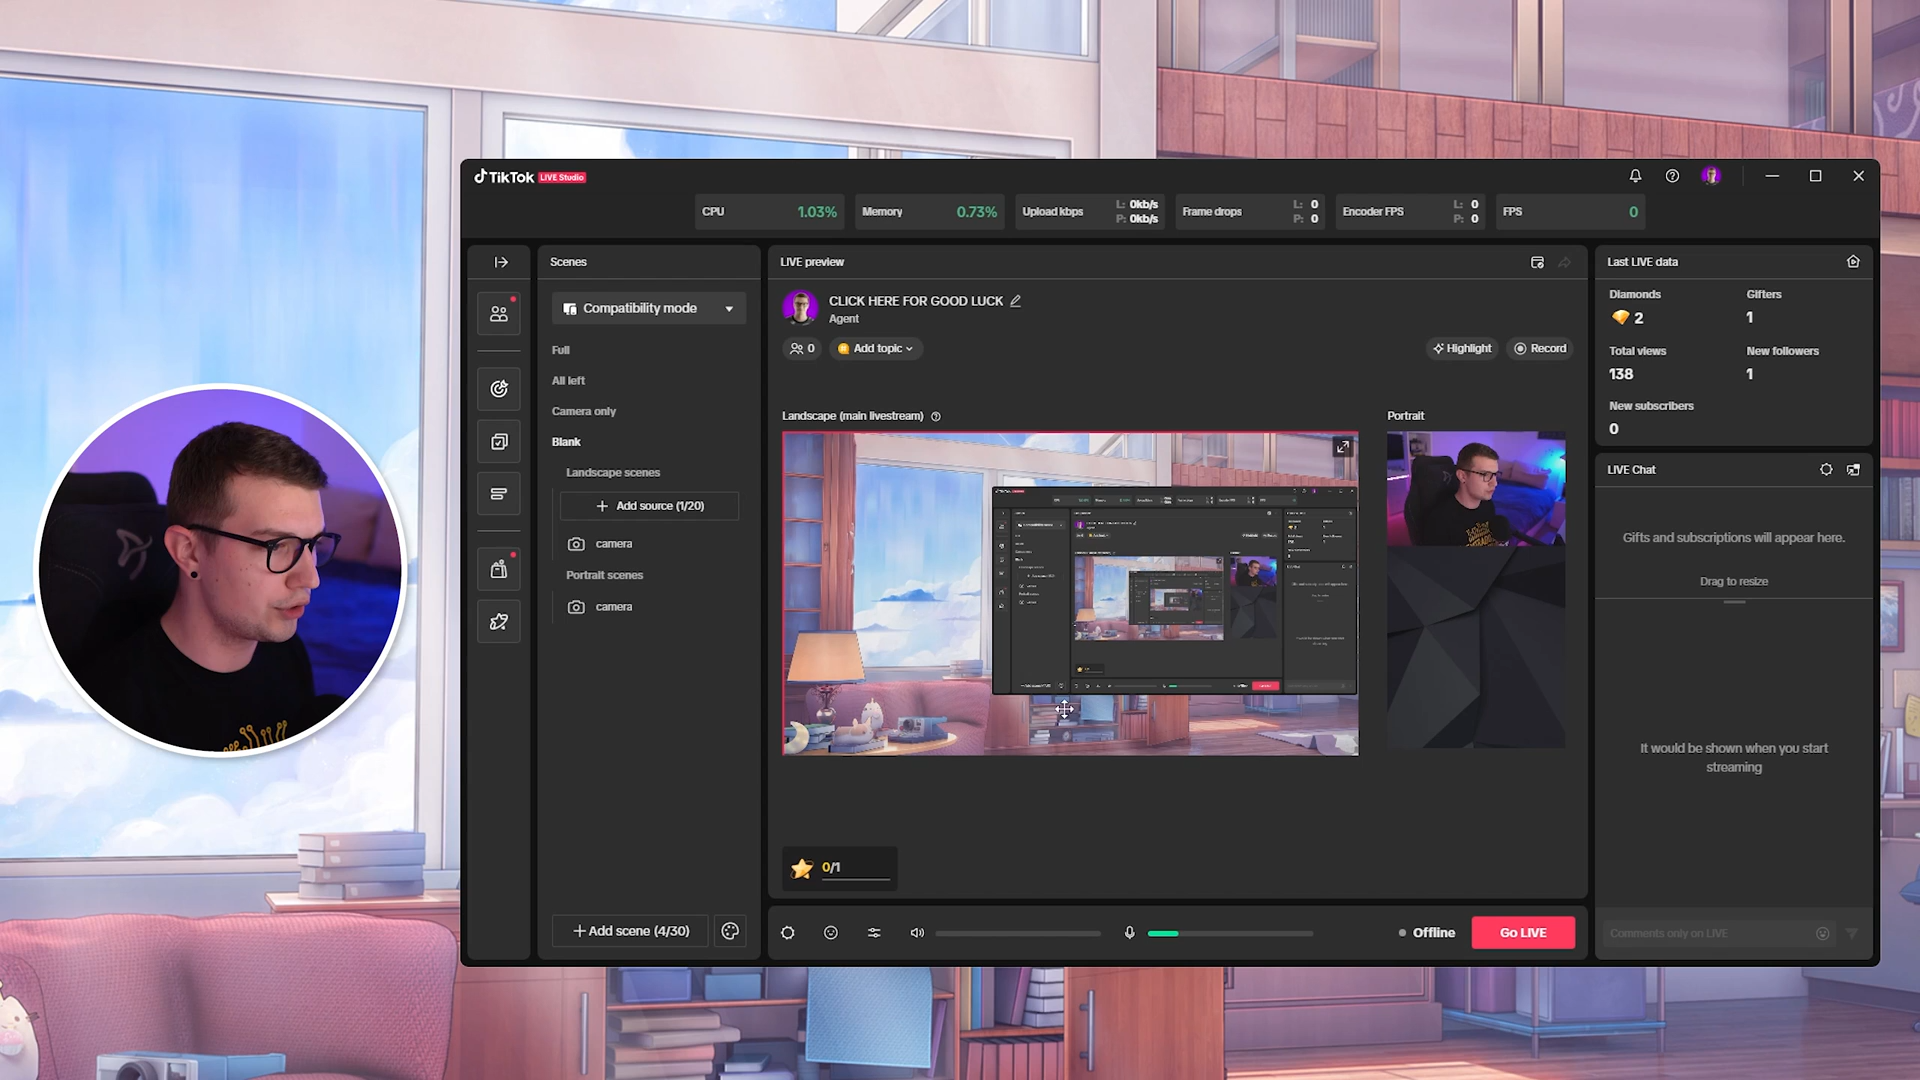 TikTok LIVE Studio
CPU 1.03%
Memory 0.73%
Upload kbps L: 0kb/s P: 0kb/s
Frame drops L: 0 P: 0
Encoder FPS L: 0 P: 0
FPS 0
Scenes
Compatibility mode
Full
All left
Camera only
Blank
Landscape scenes
+ Add source (1/20)
camera
Portrait scenes
camera
+ Add scene (4/30)
LIVE preview
CLICK HERE FOR GOOD LUCK
Agent
0
Add topic
Highlight
Record
Landscape (main livestream)
Portrait
0/1
Offline
Go LIVE
Last LIVE data
Diamonds
Gifters
2
1
Total views
New followers
138
1
New subscribers
0
LIVE Chat
Gifts and subscriptions will appear here.
Drag to resize
It would be shown when you start
streaming
Comments only on LIVE